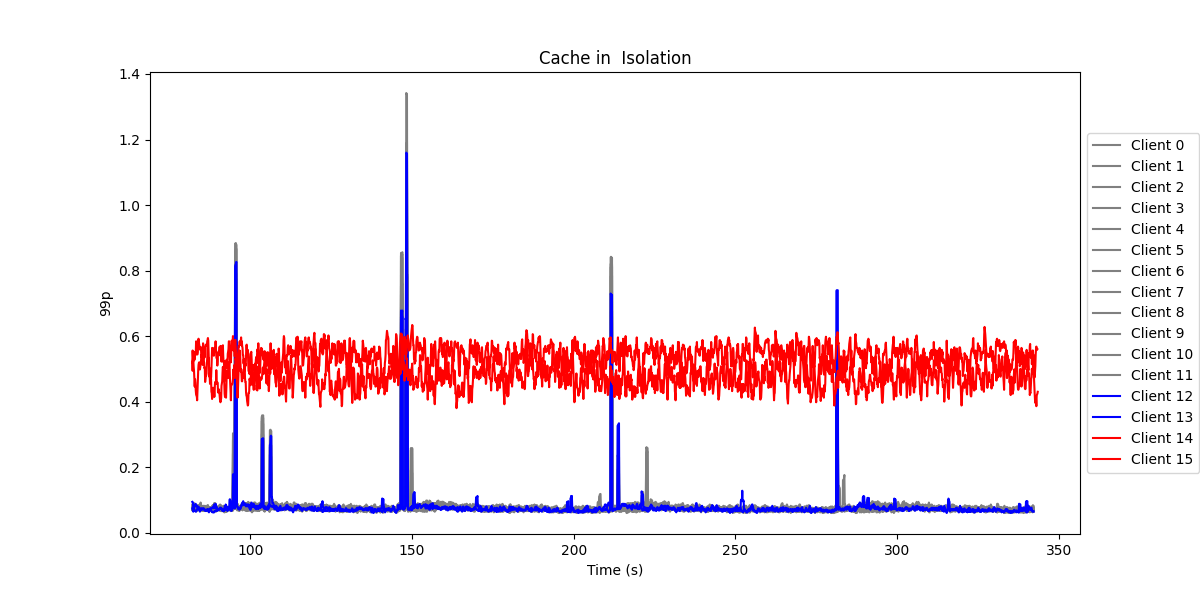 Cache in  Isolation
99p
1.4
1.2
1.0
0.8
0.6
0.4
0.2
0.0
100
150
200
250
300
350
Time (s)
Client 0
Client 1
Client 2
Client 3
Client 4
Client 5
Client 6
Client 7
Client 8
Client 9
Client 10
Client 11
Client 12
Client 13
Client 14
Client 15